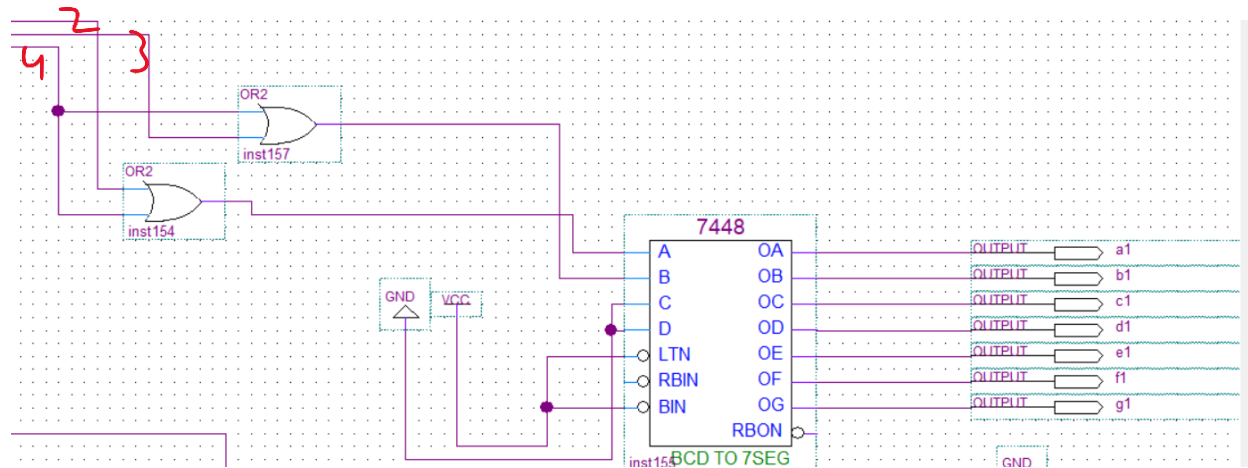 2
3
4
OR2
inst157
OR2
inst154
7448
A OA
B OB
C OC
D OD
LTN OE
RBIN OF
BIN OG
RBON
inst155
BCD TO 7SEG
GND
VCC
OUTPUT a1
OUTPUT b1
OUTPUT c1
OUTPUT d1
OUTPUT e1
OUTPUT f1
OUTPUT g1
GND